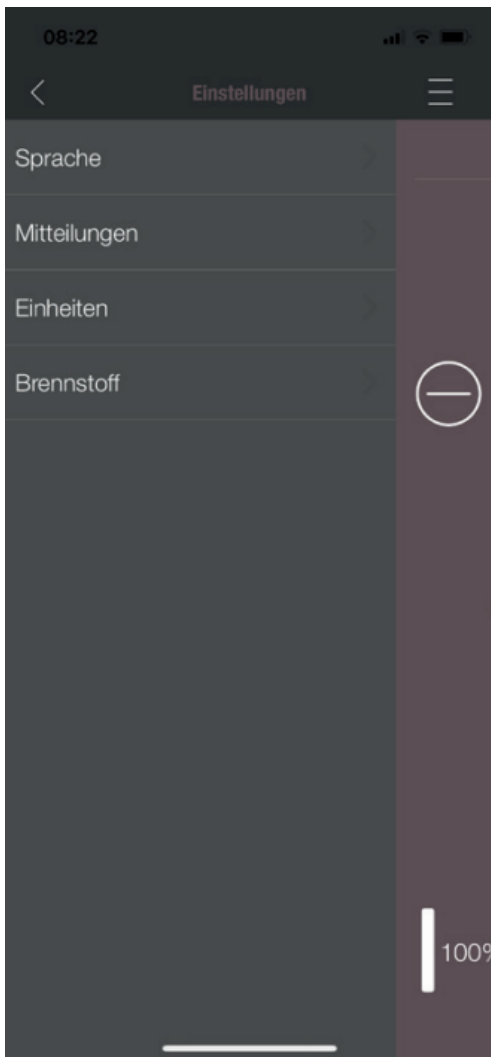 08:22
Einstellungen
Sprache
Mitteilungen
Einheiten
Brennstoff
100%